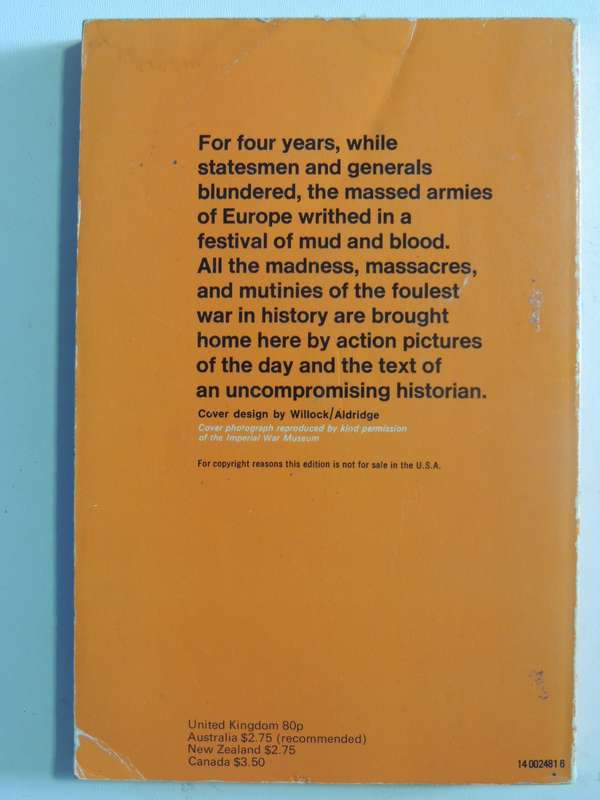 For four years, while
statesmen and generals
blundered, the massed armies
of Europe writhed in a
festival of mud and blood.
All the madness, massacres,
and mutinies of the foulest
war in history are brought
home here by action pictures
of the day and the text of
an uncompromising historian.
Cover design by Willock/Aldridge
Cover photograph reproduced by kind permission
of the Imperial War Museum
For copyright reasons this edition is not for sale in the U.S.A.
United Kingdom 80p
Australia $2.75 (recommended)
New Zealand $2.75
Canada $3.50
14 002481 6